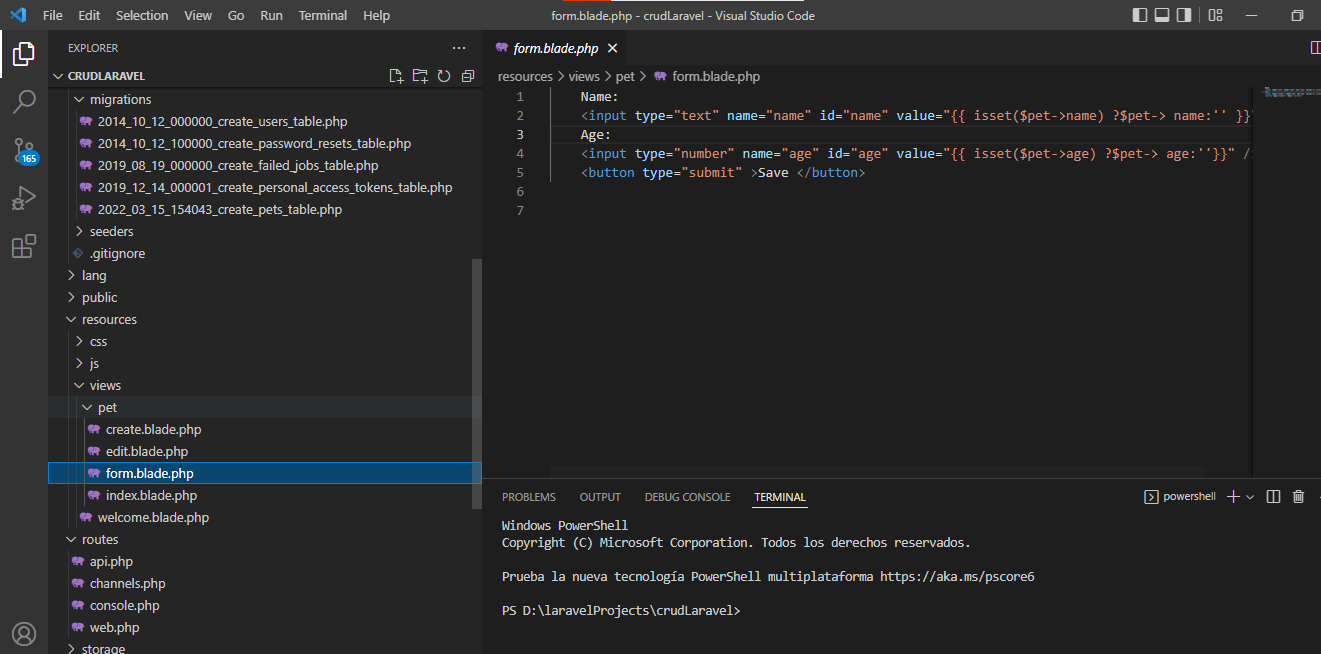 File Edit Selection View Go Run Terminal Help form.blade.php - crudLaravel - Visual Studio Code
EXPLORER
CRUDLARAVEL
migrations
2014_10_12_000000_create_users_table.php
2014_10_12_100000_create_password_resets_table.php
2019_08_19_000000_create_failed_jobs_table.php
2019_12_14_000001_create_personal_access_tokens_table.php
2022_03_15_154043_create_pets_table.php
seeders
.gitignore
lang
public
resources
css
js
views
pet
create.blade.php
edit.blade.php
form.blade.php
index.blade.php
welcome.blade.php
routes
api.php
channels.php
console.php
web.php
storage
165
form.blade.php
resources > views > pet > form.blade.php
1 Name:
2 <input type="text" name="name" id="name" value="{{ isset($pet->name) ?$pet-> name:'' }}"
3 Age:
4 <input type="number" name="age" id="age" value="{{ isset($pet->age) ?$pet-> age:''}}" /
5 <button type="submit" >Save </button>
6
7
PROBLEMS OUTPUT DEBUG CONSOLE TERMINAL powershell
Windows PowerShell
Copyright (C) Microsoft Corporation. Todos los derechos reservados.
Prueba la nueva tecnología PowerShell multiplataforma https://aka.ms/pscore6
PS D:\laravelProjects\crudLaravel>